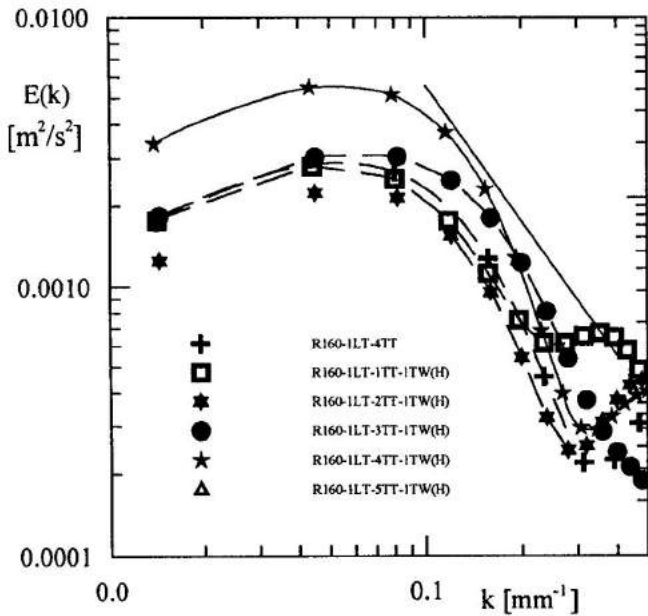 0.0100
E(k)
[m²/s²]
0.0010
R160-1LT-4TT
R160-1LT-1TT-1TW(H)
R160-1LT-2TT-1TW(H)
R160-1LT-3TT-1TW(H)
R160-1LT-4TT-1TW(H)
R160-1LT-5TT-1TW(H)
0.0001
0.0 0.1 k [mm⁻¹]